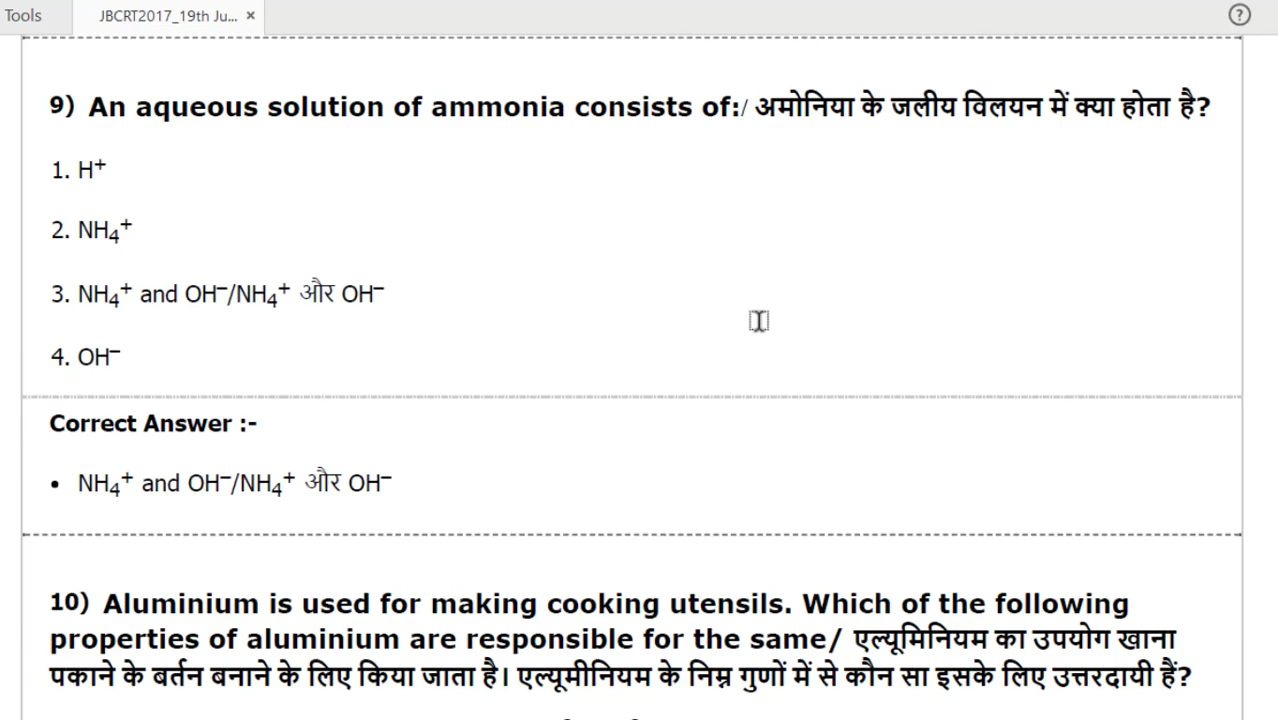 Tools JBCRT2017_19th Ju... × ?
9) An aqueous solution of ammonia consists of:/ अमोनिया के जलीय विलयन में क्या होता है?
1. H⁺
2. NH₄⁺
3. NH₄⁺ and OH⁻/NH₄⁺ और OH⁻
4. OH⁻
Correct Answer :-
• NH₄⁺ and OH⁻/NH₄⁺ और OH⁻
10) Aluminium is used for making cooking utensils. Which of the following
properties of aluminium are responsible for the same/ एल्यूमिनियम का उपयोग खाना
पकाने के बर्तन बनाने के लिए किया जाता है। एल्यूमीनियम के निम्न गुणों में से कौन सा इसके लिए उत्तरदायी हैं?